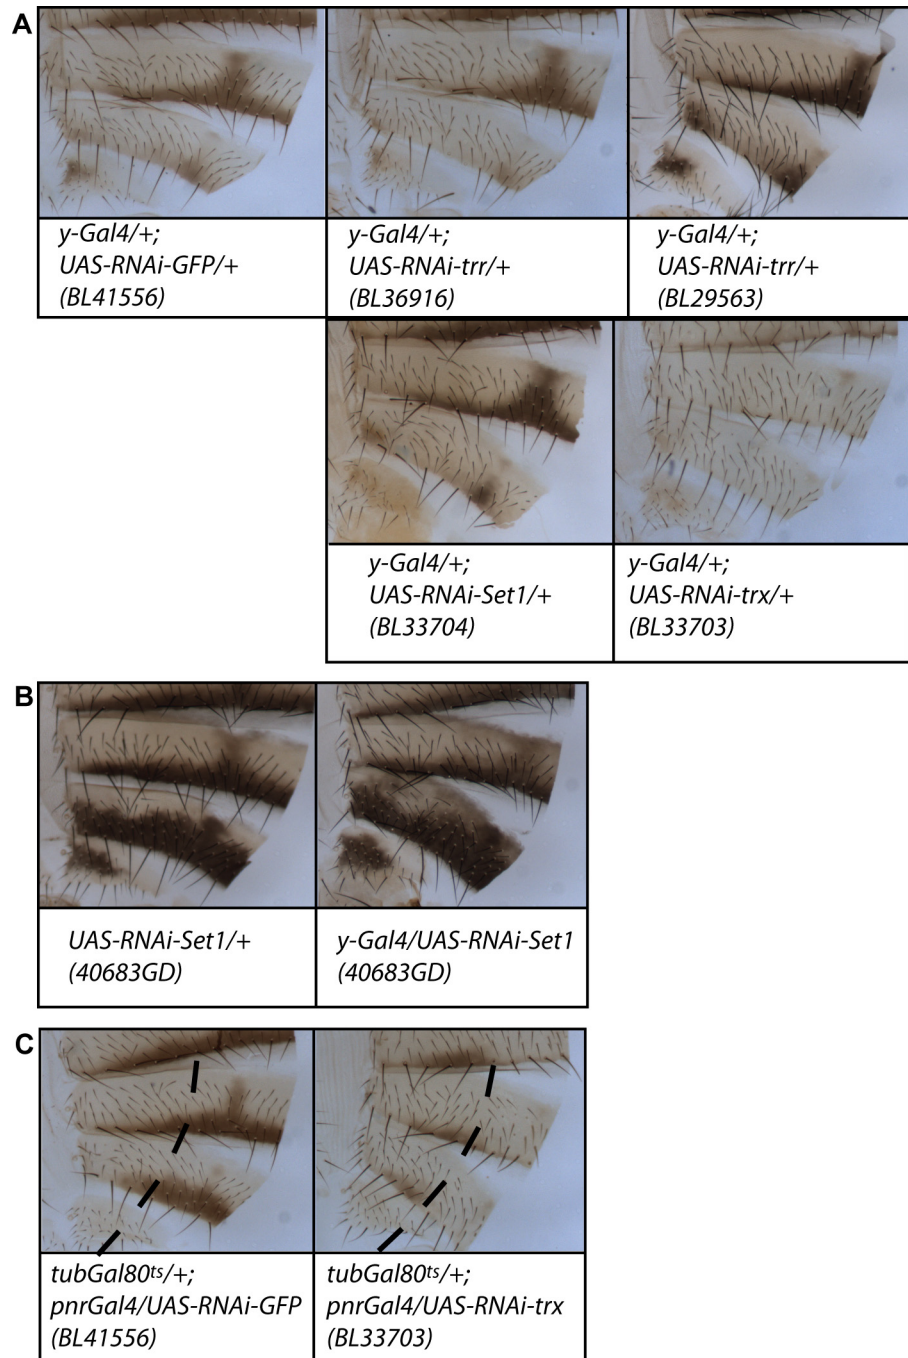 A
y-Gal4/+;
UAS-RNAi-GFP/+
(BL41556)
y-Gal4/+;
UAS-RNAi-trr/+
(BL36916)
y-Gal4/+;
UAS-RNAi-trr/+
(BL29563)
y-Gal4/+;
UAS-RNAi-Set1/+
(BL33704)
y-Gal4/+;
UAS-RNAi-trx/+
(BL33703)
B
UAS-RNAi-Set1/+
(40683GD)
y-Gal4/UAS-RNAi-Set1
(40683GD)
C
tubGal80ts/+;
pnrGal4/UAS-RNAi-GFP
(BL41556)
tubGal80ts/+;
pnrGal4/UAS-RNAi-trx
(BL33703)